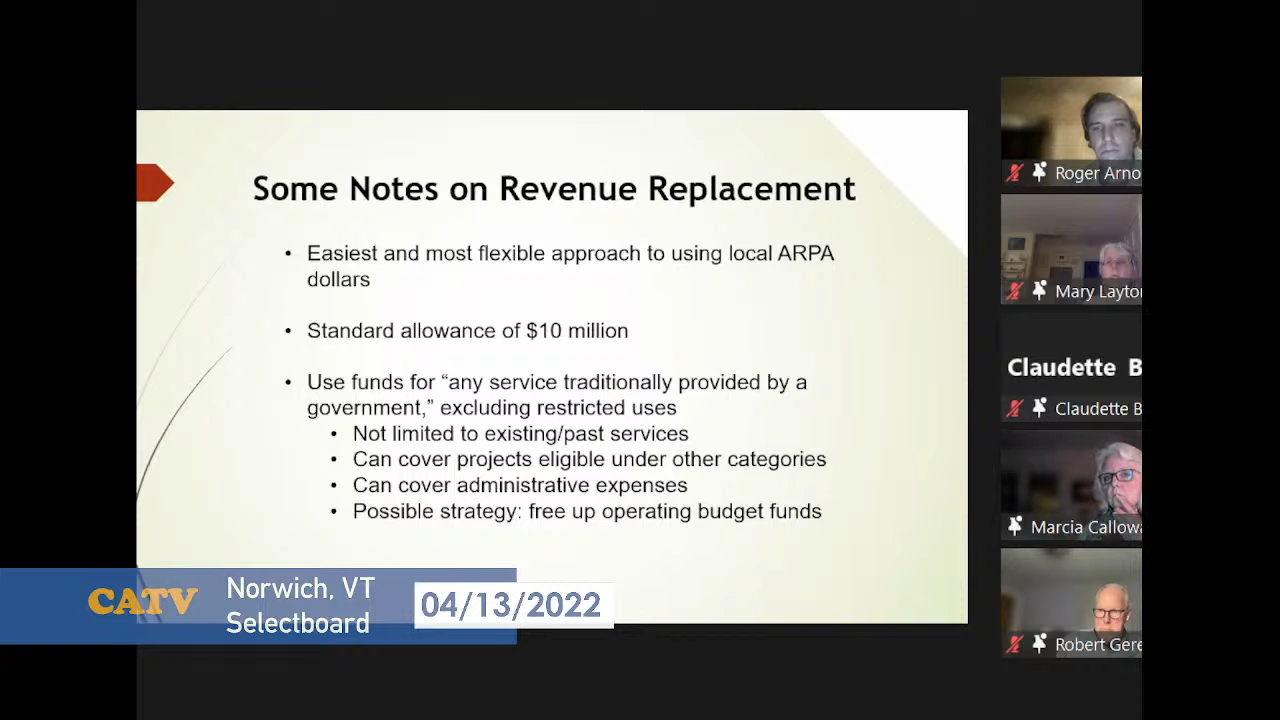 Some Notes on Revenue Replacement
• Easiest and most flexible approach to using local ARPA
dollars
• Standard allowance of $10 million
• Use funds for “any service traditionally provided by a
government,” excluding restricted uses
• Not limited to existing/past services
• Can cover projects eligible under other categories
• Can cover administrative expenses
• Possible strategy: free up operating budget funds
CATV
Norwich, VT
Selectboard
04/13/2022
Roger Arno
Mary Layto
Claudette B
Claudette B
Marcia Callow
Robert Gere